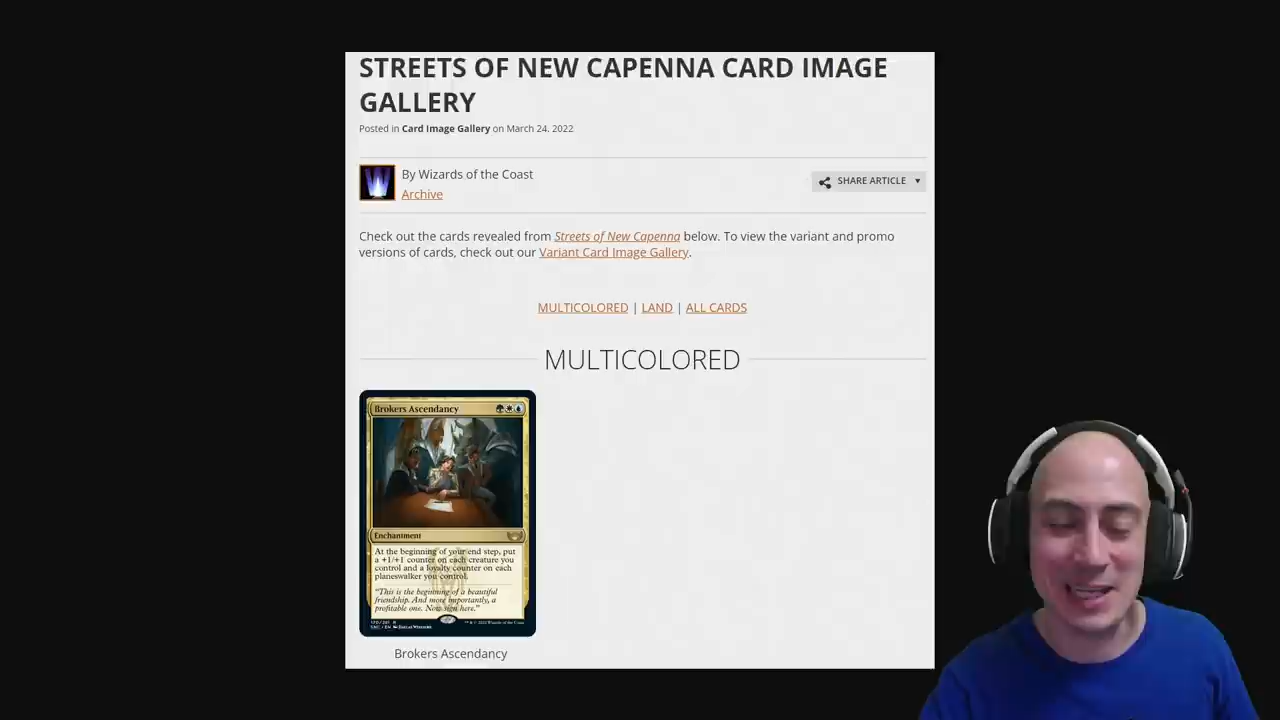 STREETS OF NEW CAPENNA CARD IMAGE
GALLERY
Posted in Card Image Gallery on March 24, 2022
By Wizards of the Coast
Archive
SHARE ARTICLE
Check out the cards revealed from Streets of New Capenna below. To view the variant and promo
versions of cards, check out our Variant Card Image Gallery.
MULTICOLORED | LAND | ALL CARDS
MULTICOLORED
Brokers Ascendancy
Enchantment
At the beginning of your end step, put
a +1/+1 counter on each creature you
control and a loyalty counter on each
planeswalker you control.
"This is the beginning of a beautiful
friendship. And more importantly, a
profitable one. Now sign here."
Brokers Ascendancy